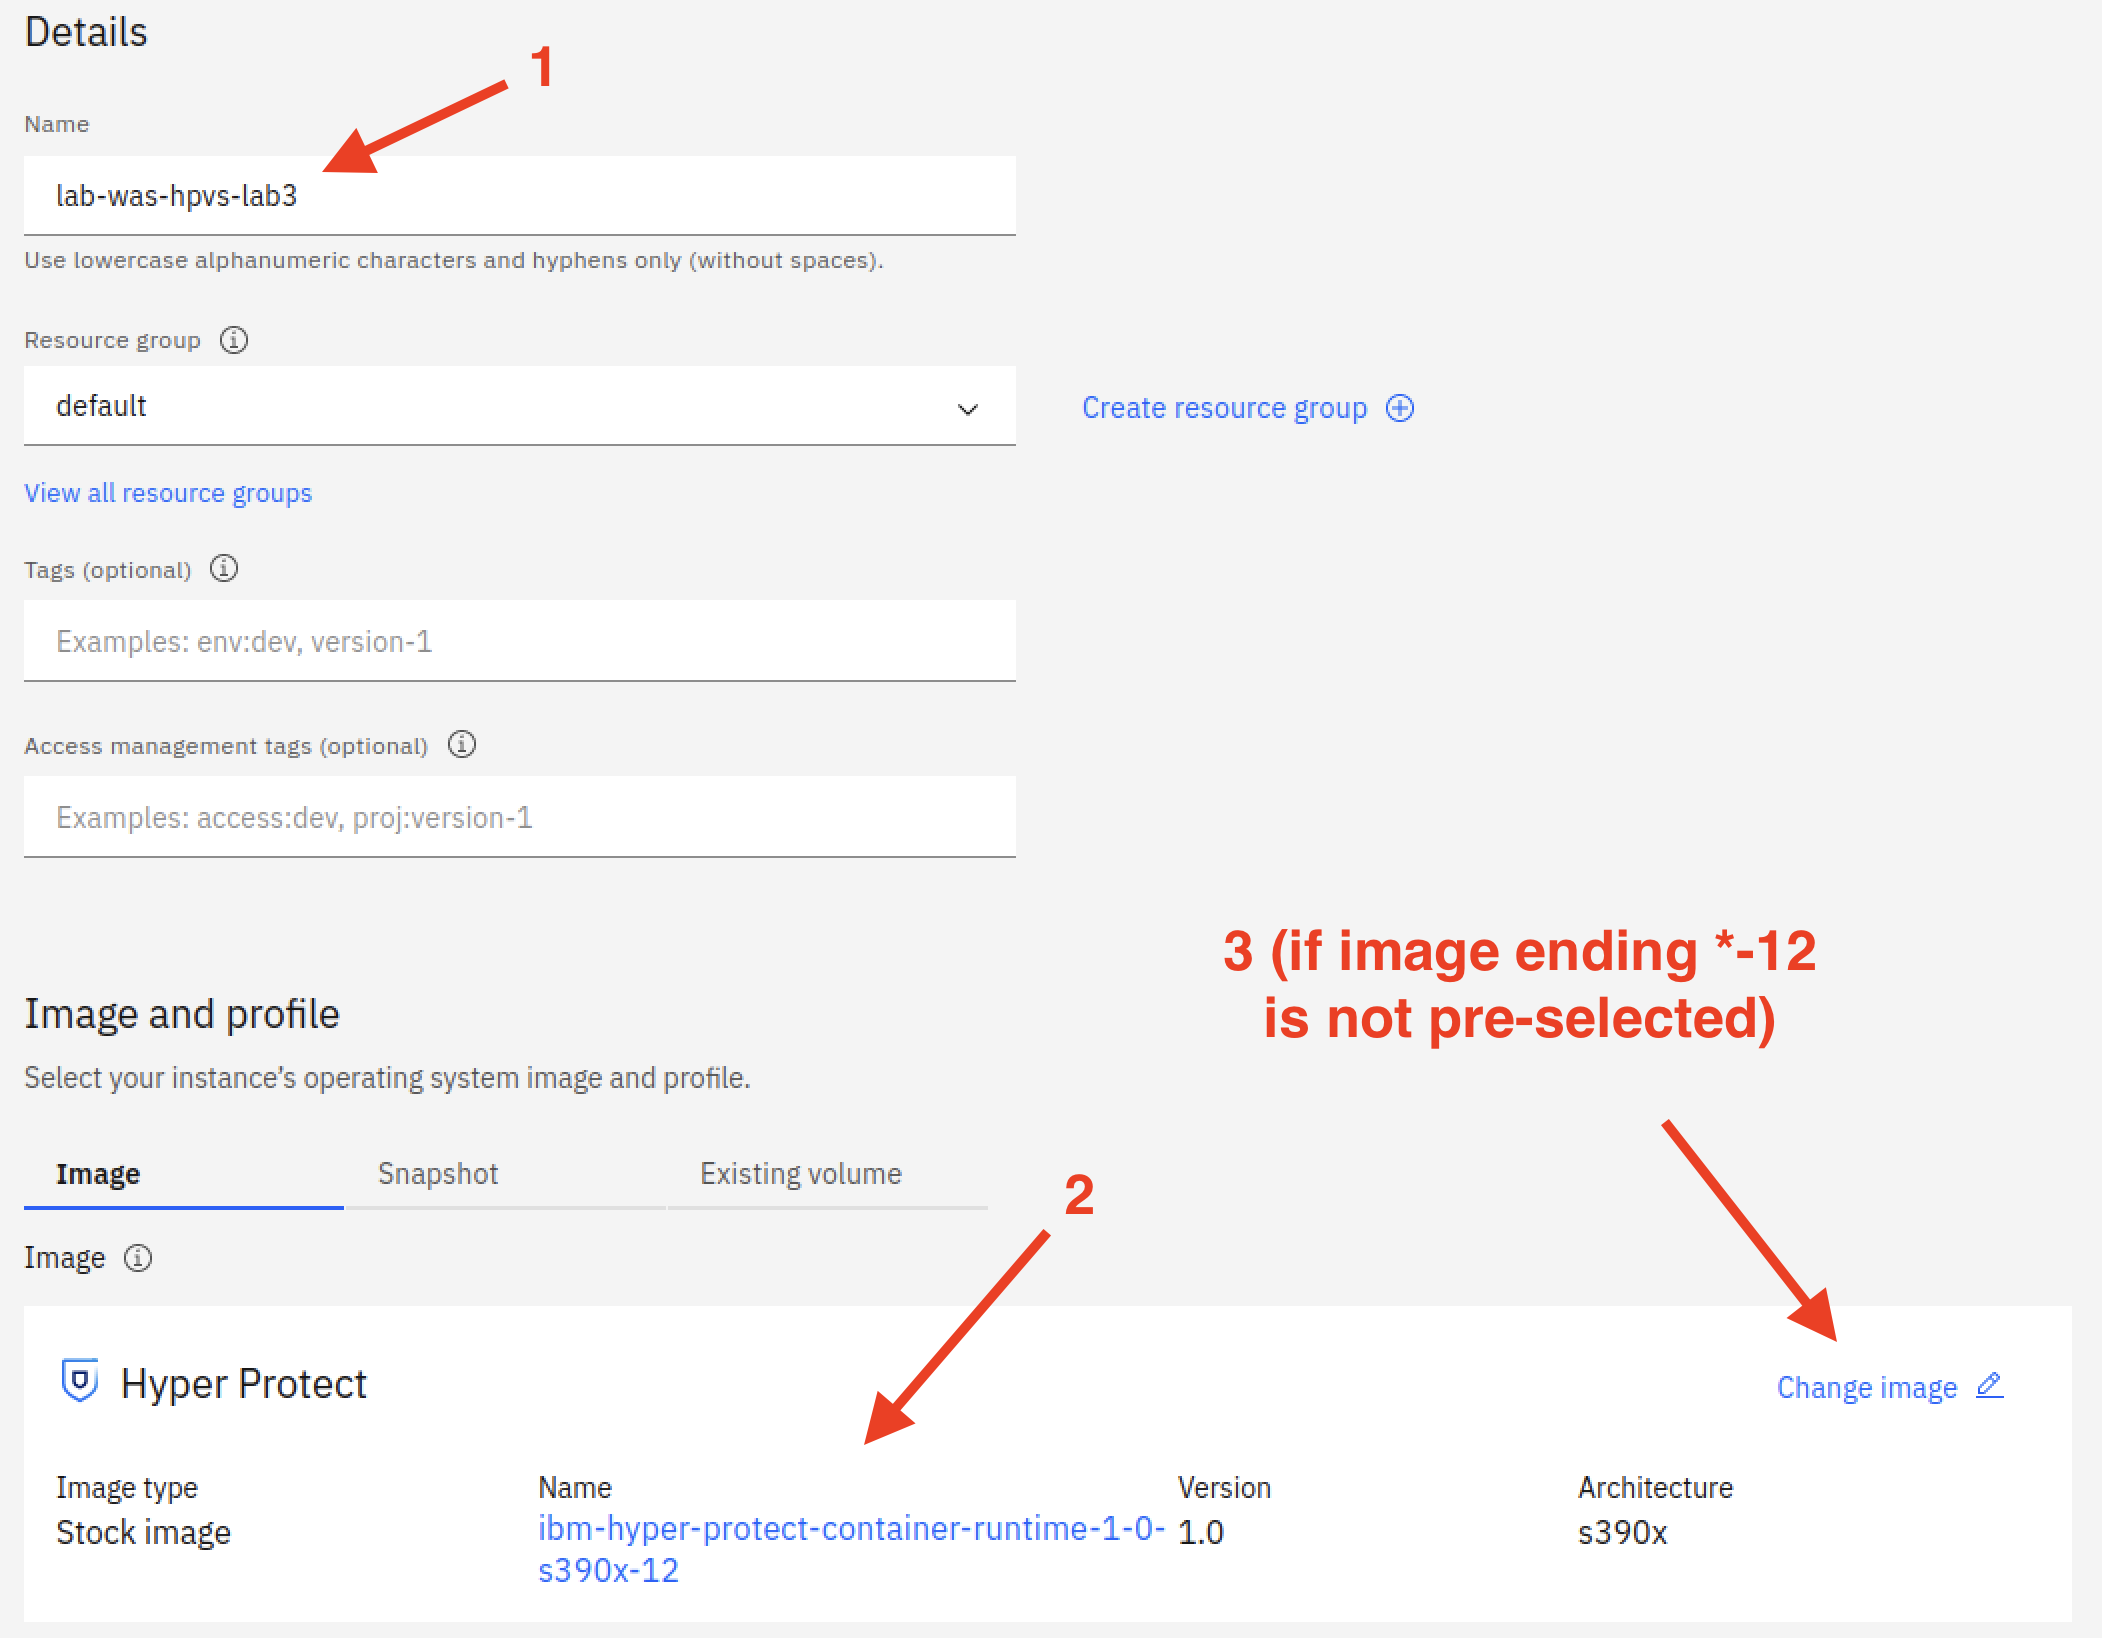 Details
1
Name
lab-was-hpvs-lab3
Use lowercase alphanumeric characters and hyphens only (without spaces).
Resource group
default
Create resource group
View all resource groups
Tags (optional)
Examples: env:dev, version-1
Access management tags (optional)
Examples: access:dev, proj:version-1
3 (if image ending *-12
is not pre-selected)
Image and profile
Select your instance's operating system image and profile.
Image
Snapshot
Existing volume
2
Image
Hyper Protect
Change image
Image type
Stock image
Name
ibm-hyper-protect-container-runtime-1-0-
s390x-12
Version
1.0
Architecture
s390x